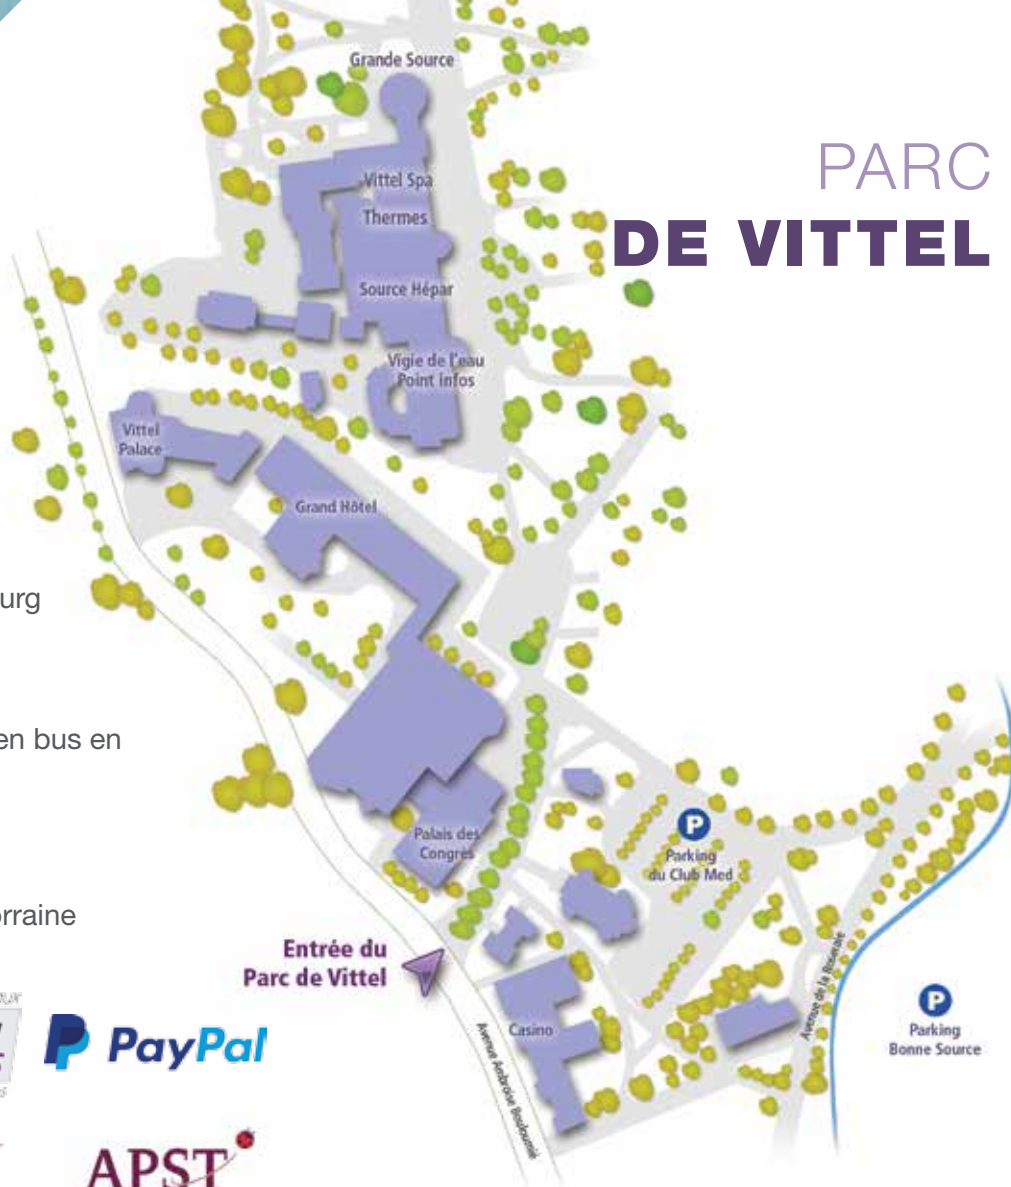 Grande Source
PARC
DE VITTEL
Vittel Spa
Thermes
Source Hépar
Vigie de l'eau
Point infos
Vittel
Palace
Grand Hôtel
urg
en bus en
Palais des
Congrès
P
Parking
du Club Med
orraine
Entrée du
Parc de Vittel
Casino
Avenue Ambroise Bouloumié
Avenue de la Rouvraie
P
Parking
Bonne Source
PayPal
APST